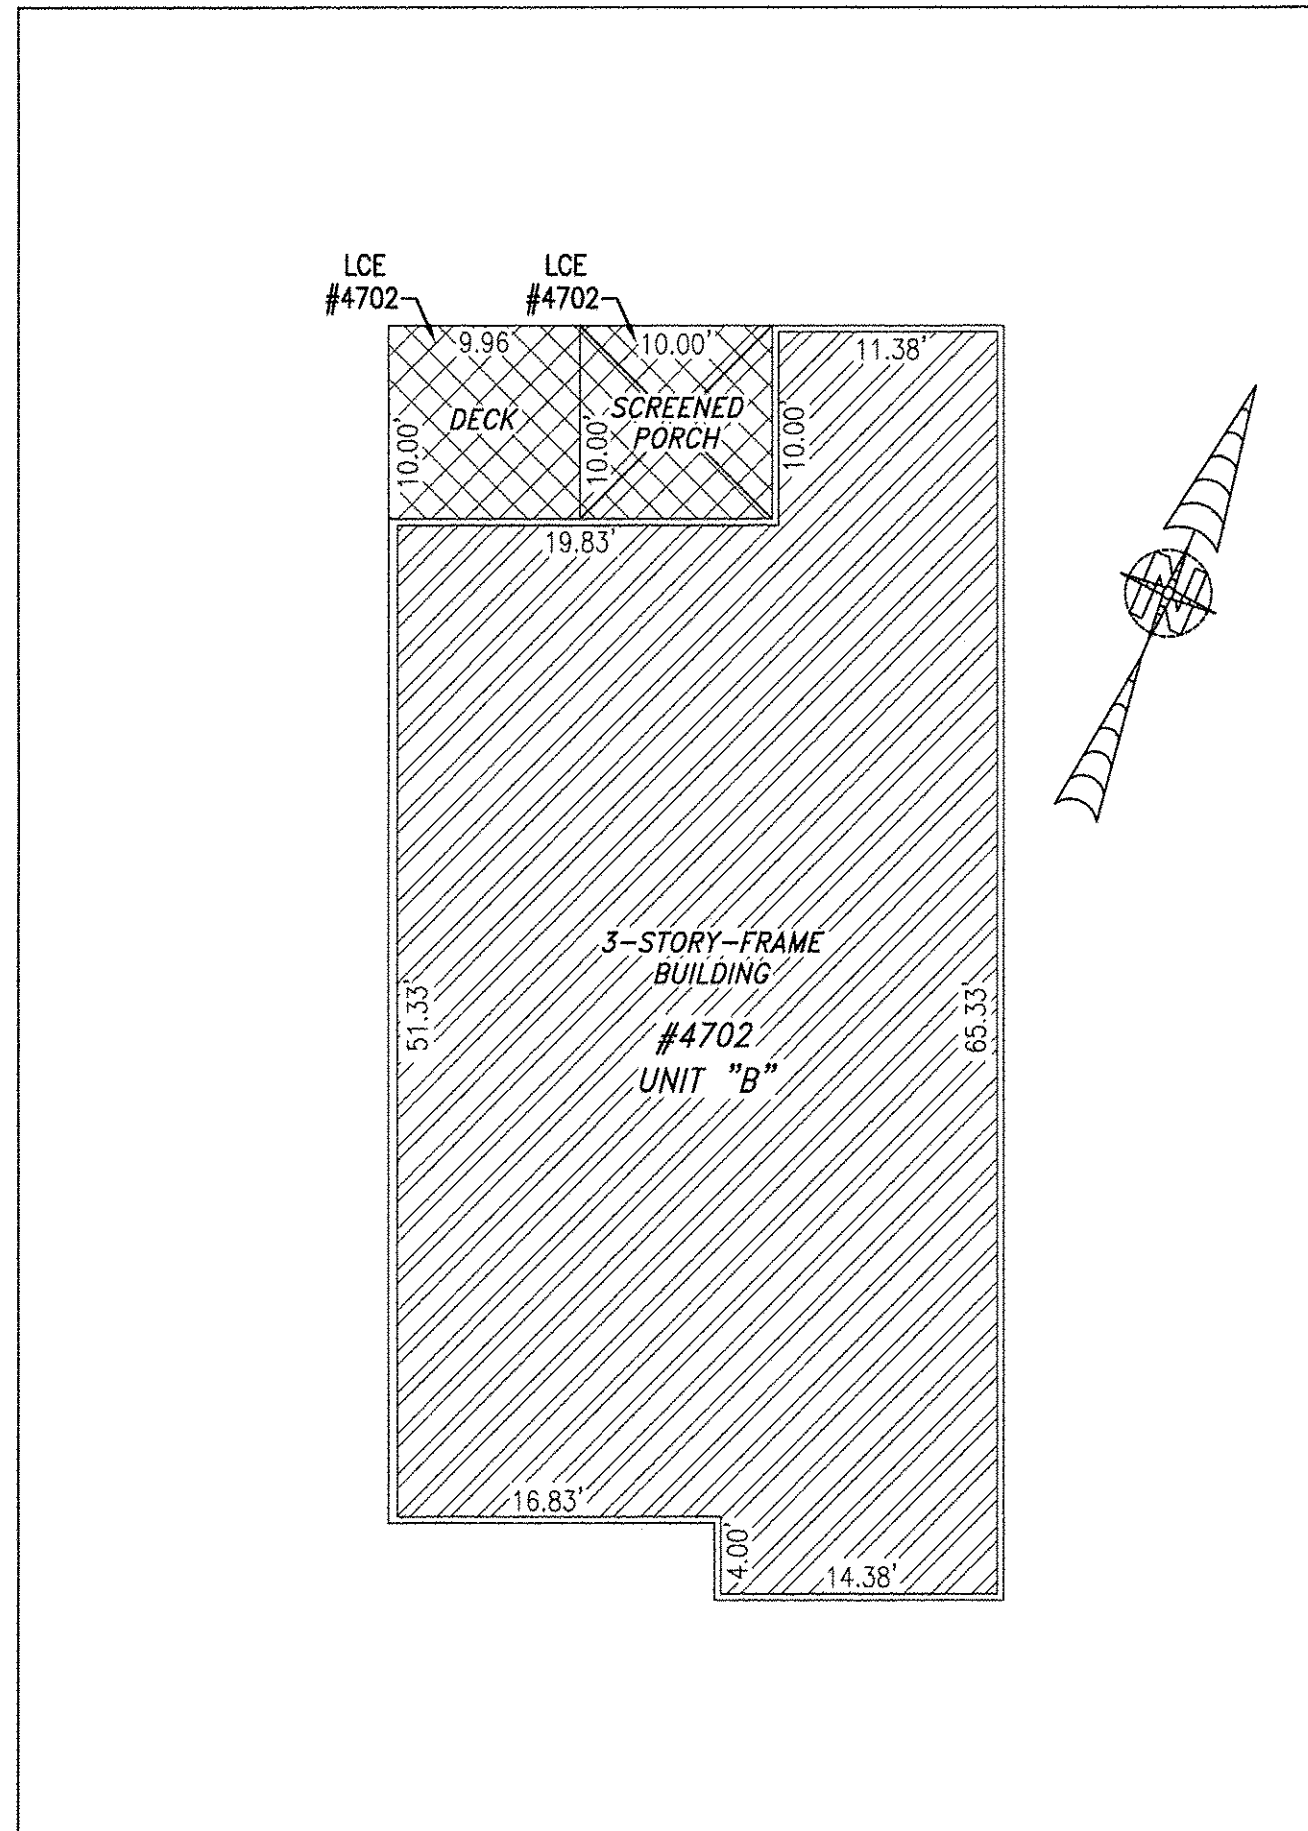 LCE
#4702
LCE
#4702
9.96'
10.00'
11.38'
DECK
SCREENED
PORCH
10.00'
10.00'
10.00'
19.83'
3-STORY-FRAME
BUILDING
#4702
UNIT "B"
51.33'
65.33'
16.83'
4.00'
14.38'
N